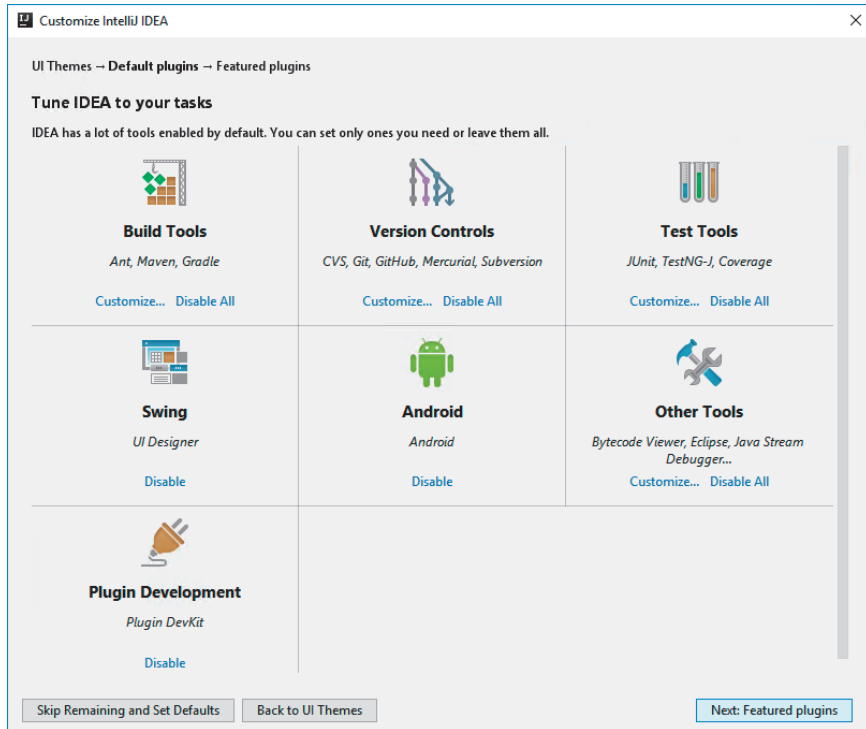 IJ Customize IntelliJ IDEA
UI Themes → Default plugins → Featured plugins
Tune IDEA to your tasks
IDEA has a lot of tools enabled by default. You can set only ones you need or leave them all.
Build Tools
Ant, Maven, Gradle
Customize... Disable All
Version Controls
CVS, Git, GitHub, Mercurial, Subversion
Customize... Disable All
Test Tools
JUnit, TestNG-J, Coverage
Customize... Disable All
Swing
UI Designer
Disable
Android
Android
Disable
Other Tools
Bytecode Viewer, Eclipse, Java Stream
Debugger...
Customize... Disable All
Plugin Development
Plugin DevKit
Disable
Skip Remaining and Set Defaults
Back to UI Themes
Next: Featured plugins